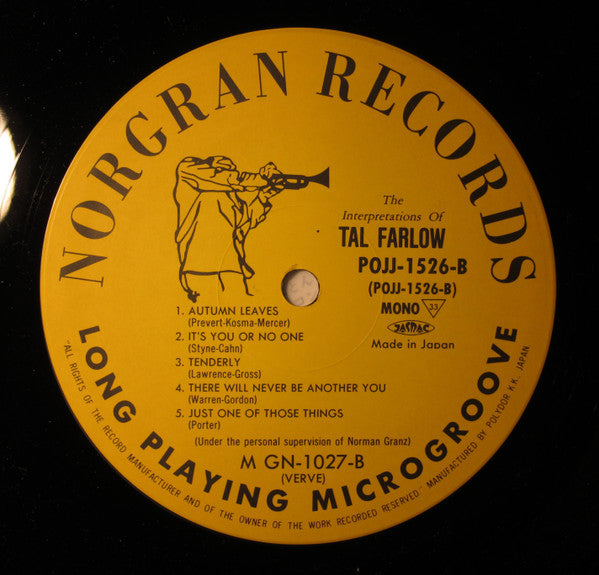 NORGRAN RECORDS
The
Interpretations Of
TAL FARLOW
POJJ-1526-B
(POJJ-1526-B)
MONO 33
JASRAC
Made in Japan
1. AUTUMN LEAVES
(Prevert-Kosma-Mercer)
2. IT'S YOU OR NO ONE
(Styne-Cahn)
3. TENDERLY
(Lawrence-Gross)
4. THERE WILL NEVER BE ANOTHER YOU
(Warren-Gordon)
5. JUST ONE OF THOSE THINGS
(Porter)
(Under the personal supervision of Norman Granz)
M GN-1027-B
(VERVE)
LONG PLAYING MICROGROOVE
"ALL RIGHTS OF THE RECORD MANUFACTURER AND OF THE OWNER OF THE WORK RECORDED RESERVED" MANUFACTURED BY POLYDOR K.K. JAPAN